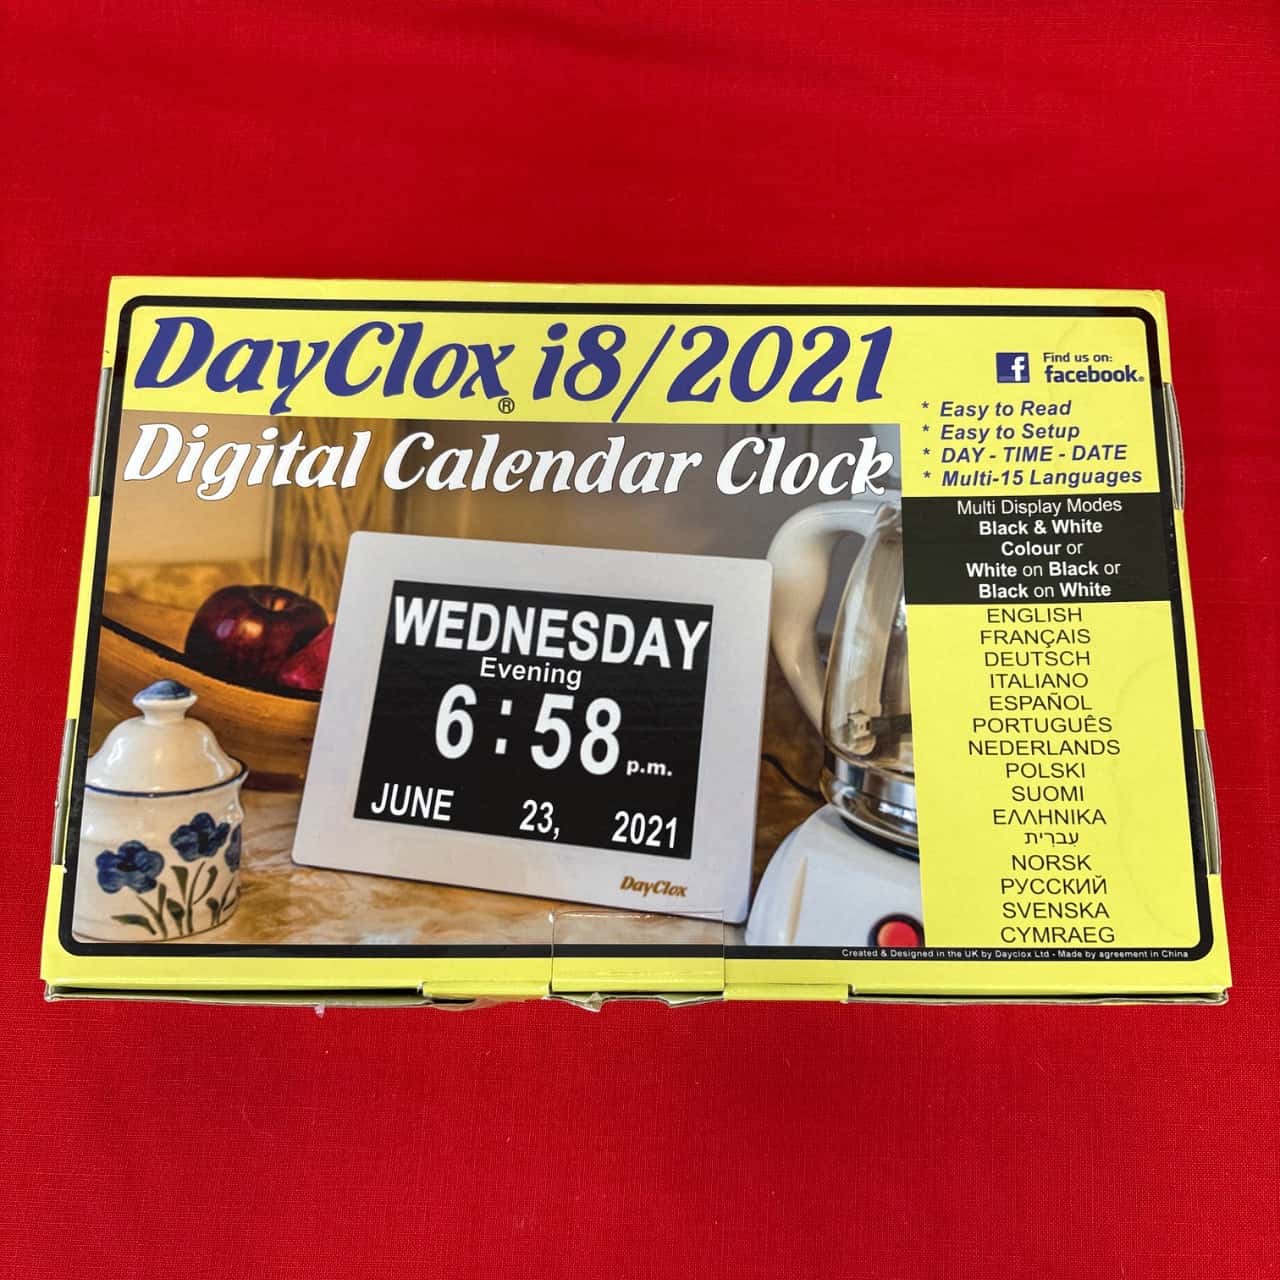 DayClox® i8/2021
Digital Calendar Clock
f Find us on:
facebook®
* Easy to Read
* Easy to Setup
* DAY - TIME - DATE
* Multi-15 Languages
Multi Display Modes
Black & White
Colour or
White on Black or
Black on White
ENGLISH
FRANÇAIS
DEUTSCH
ITALIANO
ESPAÑOL
PORTUGUÊS
NEDERLANDS
POLSKI
SUOMI
ΕΛΛΗΝΙΚΑ
עִבְרִית
NORSK
РУССКИЙ
SVENSKA
CYMRAEG
WEDNESDAY
Evening
6:58 p.m.
JUNE 23, 2021
DayClox
Created & Designed in the UK by Dayclox Ltd - Made by agreement in China